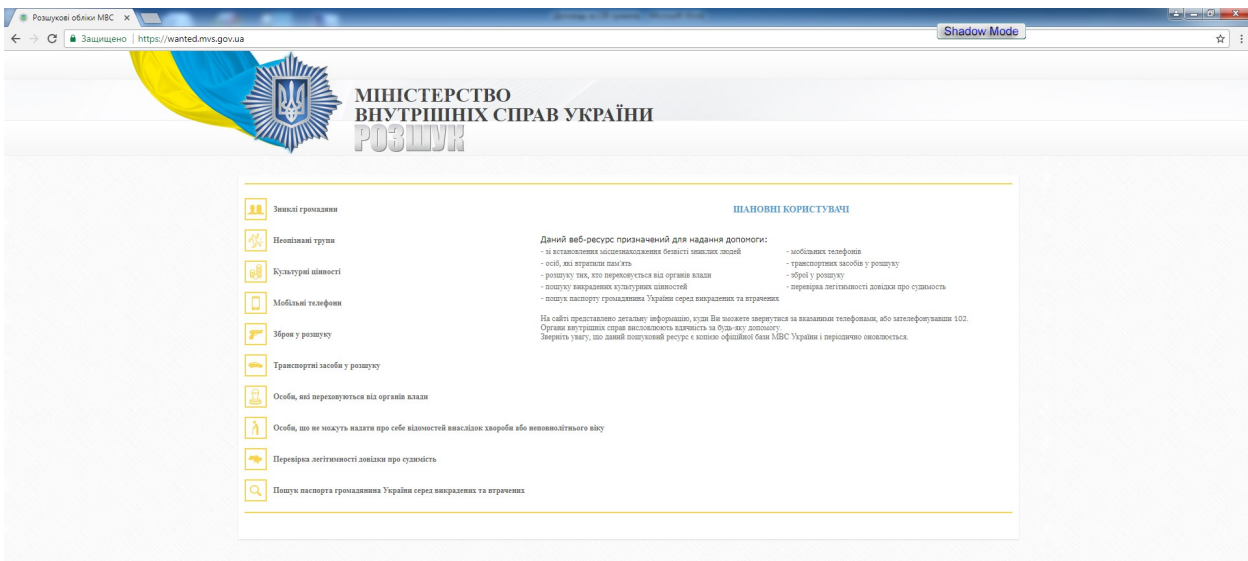 Розшукові обліки МВС
Защищено
https://wanted.mvs.gov.ua
Shadow Mode
МІНІСТЕРСТВО
ВНУТРІШНІХ СПРАВ УКРАЇНИ
РОЗШУК
Зниклі громадяни
Неопізнані трупи
Культурні цінності
Мобільні телефони
Зброя у розшуку
Транспортні засоби у розшуку
Особи, які переховуються від органів влади
Особи, що не можуть надати про себе відомостей внаслідок хвороби або неповнолітнього віку
Перевірка легітимності довідки про судимість
Пошук паспорта громадянина України серед викрадених та втрачених
ШАНОВНІ КОРИСТУВАЧІ
Даний веб-ресурс призначений для надання допомоги:
- зі встановлення місцезнаходження безвісті зниклих людей
- осіб, які втратили пам'ять
- розшуку тих, хто переховується від органів влади
- пошуку викрадених культурних цінностей
- пошук паспорту громадянина України серед викрадених та втрачених
- мобільних телефонів
- транспортних засобів у розшуку
- зброї у розшуку
- перевірка легітимності довідки про судимость
На сайті представлено детальну інформацію, куди Ви зможете звернутися за вказаними телефонами, або зателефонувавши 102.
Органи внутрішніх справ висловлюють вдячність за будь-яку допомогу.
Зверніть увагу, що даний пошуковий ресурс є копією офіційної бази МВС України і періодично оновлюється.